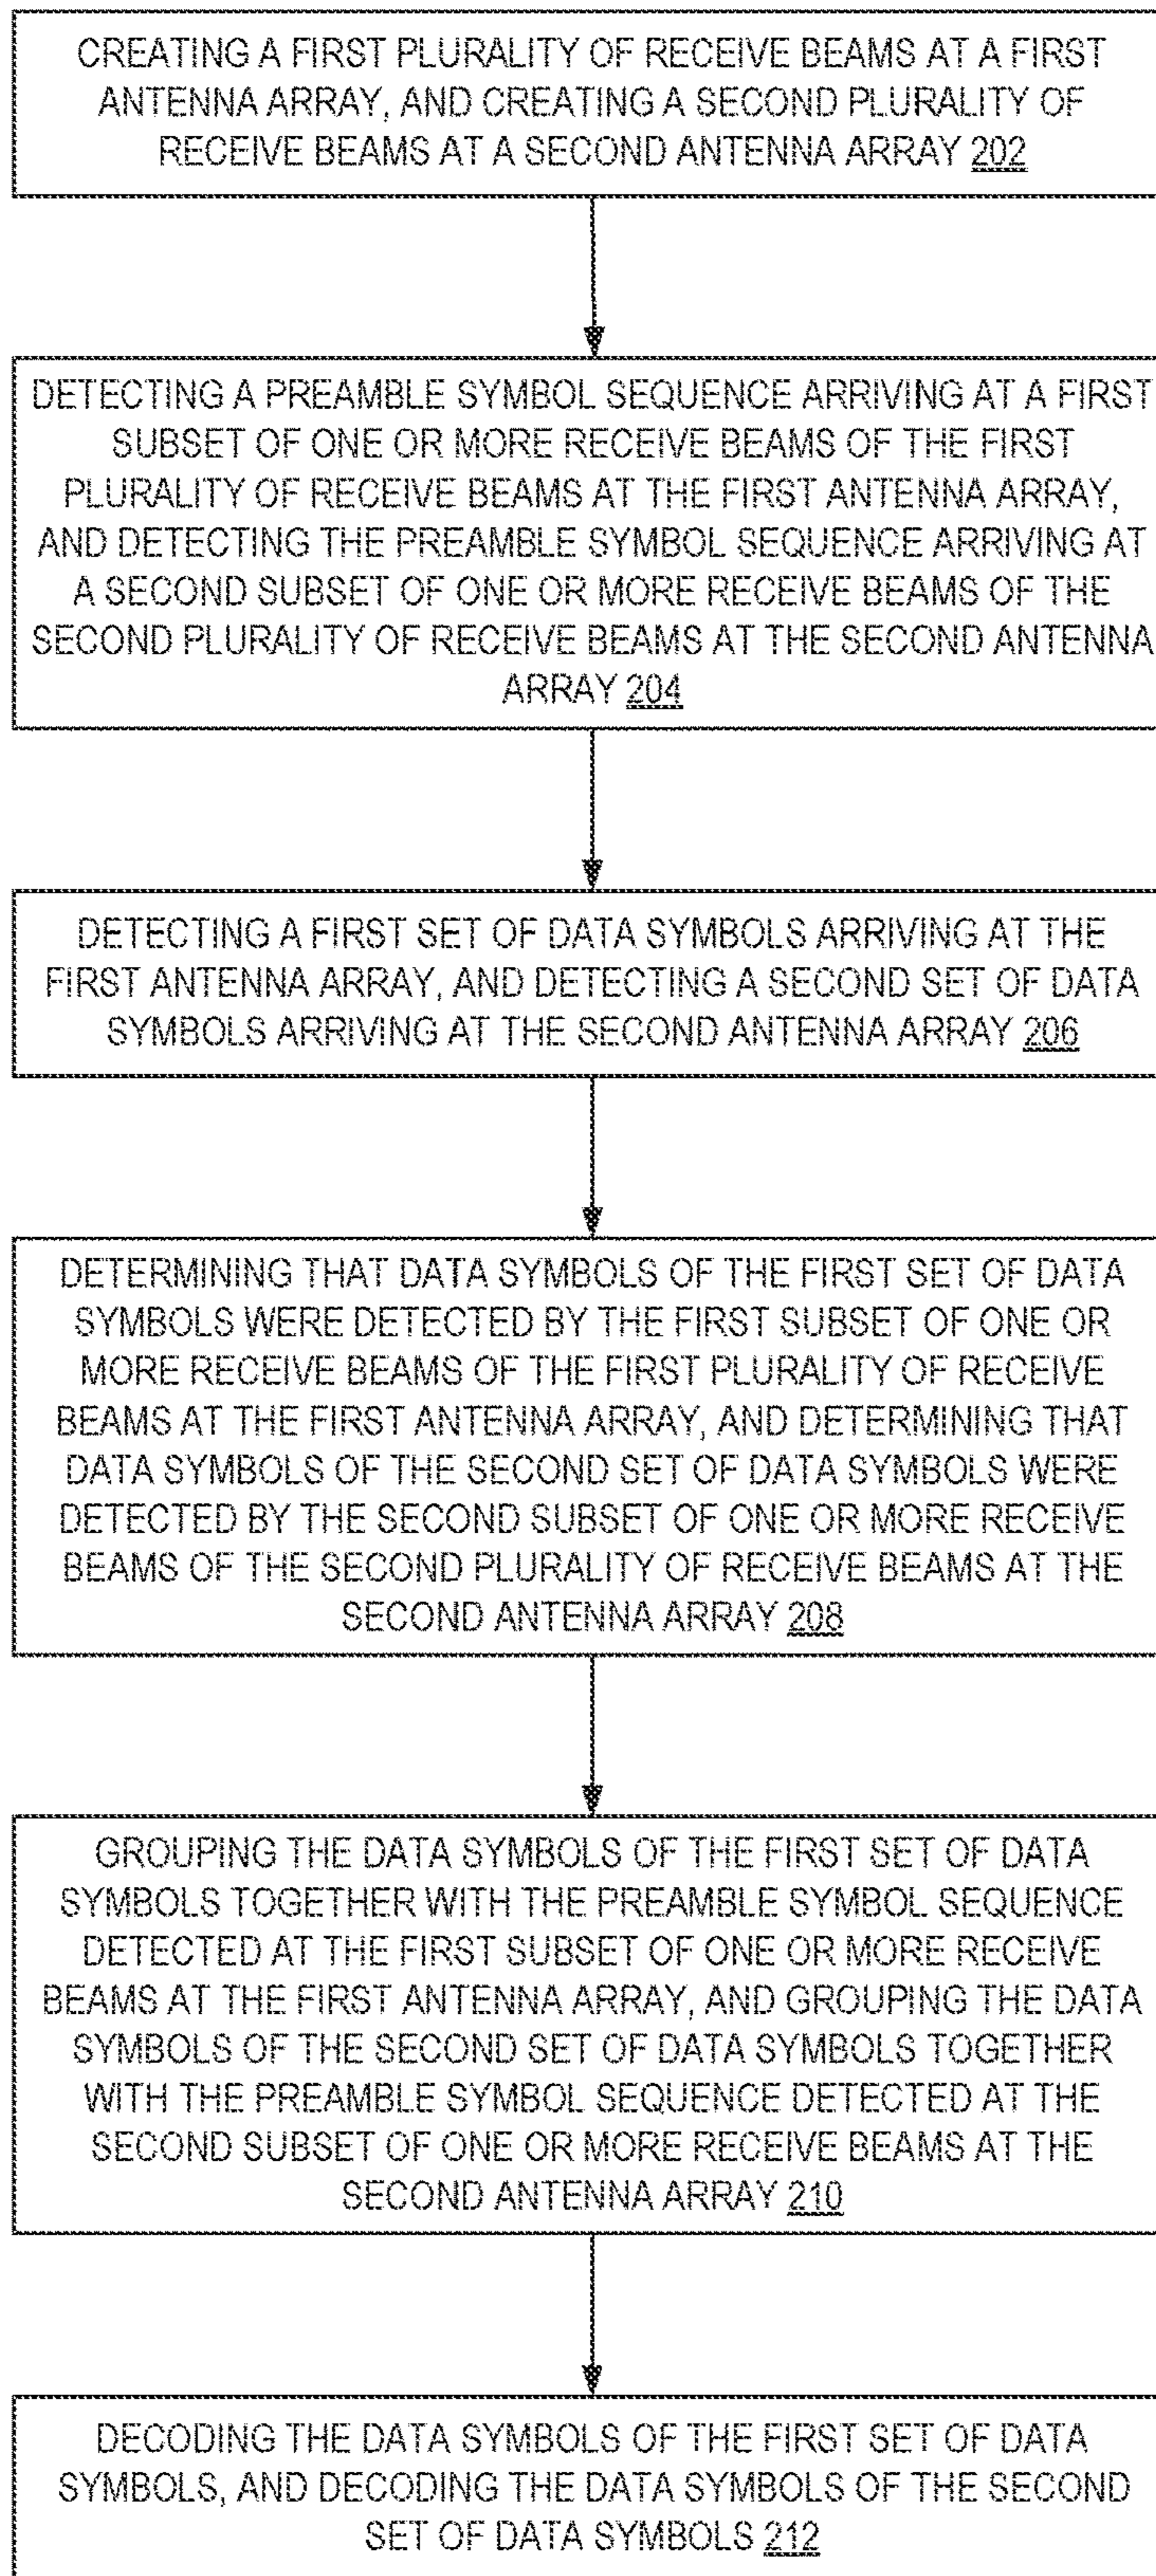 CREATING A FIRST PLURALITY OF RECEIVE BEAMS AT A FIRST
ANTENNA ARRAY, AND CREATING A SECOND PLURALITY OF
RECEIVE BEAMS AT A SECOND ANTENNA ARRAY 202
DETECTING A PREAMBLE SYMBOL SEQUENCE ARRIVING AT A FIRST
SUBSET OF ONE OR MORE RECEIVE BEAMS OF THE FIRST
PLURALITY OF RECEIVE BEAMS AT THE FIRST ANTENNA ARRAY,
AND DETECTING THE PREAMBLE SYMBOL SEQUENCE ARRIVING AT
A SECOND SUBSET OF ONE OR MORE RECEIVE BEAMS OF THE
SECOND PLURALITY OF RECEIVE BEAMS AT THE SECOND ANTENNA
ARRAY 204
DETECTING A FIRST SET OF DATA SYMBOLS ARRIVING AT THE
FIRST ANTENNA ARRAY, AND DETECTING A SECOND SET OF DATA
SYMBOLS ARRIVING AT THE SECOND ANTENNA ARRAY 206
DETERMINING THAT DATA SYMBOLS OF THE FIRST SET OF DATA
SYMBOLS WERE DETECTED BY THE FIRST SUBSET OF ONE OR
MORE RECEIVE BEAMS OF THE FIRST PLURALITY OF RECEIVE
BEAMS AT THE FIRST ANTENNA ARRAY, AND DETERMINING THAT
DATA SYMBOLS OF THE SECOND SET OF DATA SYMBOLS WERE
DETECTED BY THE SECOND SUBSET OF ONE OR MORE RECEIVE
BEAMS OF THE SECOND PLURALITY OF RECEIVE BEAMS AT THE
SECOND ANTENNA ARRAY 208
GROUPING THE DATA SYMBOLS OF THE FIRST SET OF DATA
SYMBOLS TOGETHER WITH THE PREAMBLE SYMBOL SEQUENCE
DETECTED AT THE FIRST SUBSET OF ONE OR MORE RECEIVE
BEAMS AT THE FIRST ANTENNA ARRAY, AND GROUPING THE DATA
SYMBOLS OF THE SECOND SET OF DATA SYMBOLS TOGETHER
WITH THE PREAMBLE SYMBOL SEQUENCE DETECTED AT THE
SECOND SUBSET OF ONE OR MORE RECEIVE BEAMS AT THE
SECOND ANTENNA ARRAY 210
DECODING THE DATA SYMBOLS OF THE FIRST SET OF DATA
SYMBOLS, AND DECODING THE DATA SYMBOLS OF THE SECOND
SET OF DATA SYMBOLS 212